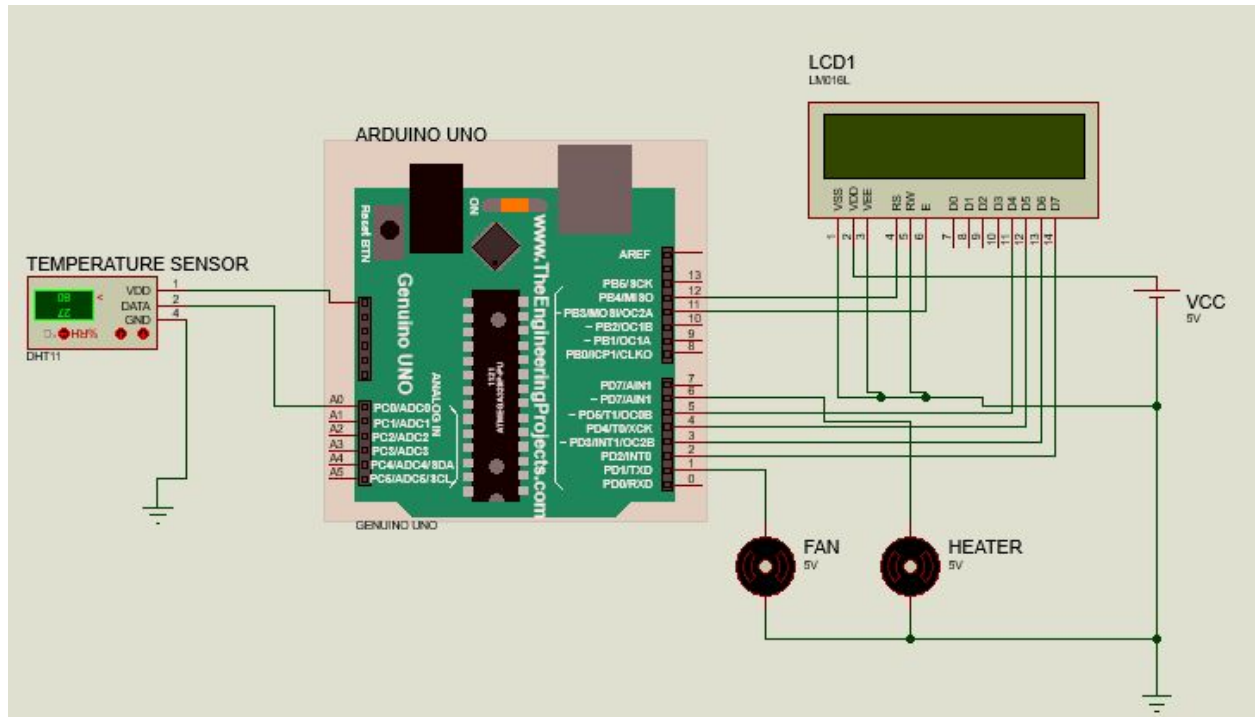 LCD1
LM016L
VSS
VDD
VEE
RS
RW
E
D0
D1
D2
D3
D4
D5
D6
D7
1
2
3
4
5
6
7
8
9
10
11
12
13
14
ARDUINO UNO
Reset BTN
ON
Genuino UNO
www.TheEngineeringProjects.com
ANALOG IN
AREF
PB5/SCK
PB4/MISO
~PB3/MOSI/OC2A
~PB2/OC1B
~PB1/OC1A
PB0/ICP1/CLKO
13
12
11
10
9
8
PD7/AIN1
~PD7/AIN1
~PD5/T1/OC0B
PD4/T0/XCK
~PD3/INT1/OC2B
PD2/INT0
PD1/TXD
PD0/RXD
7
6
5
4
3
2
1
0
A0 PC0/ADC0
A1 PC1/ADC1
A2 PC2/ADC2
A3 PC3/ADC3
A4 PC4/ADC4/SDA
A5 PC5/ADC5/SCL
GENUINO UNO
TEMPERATURE SENSOR
VDD 1
DATA 2
GND 4
80
27
%RH
°C
DHT11
VCC
5V
FAN
5V
HEATER
5V